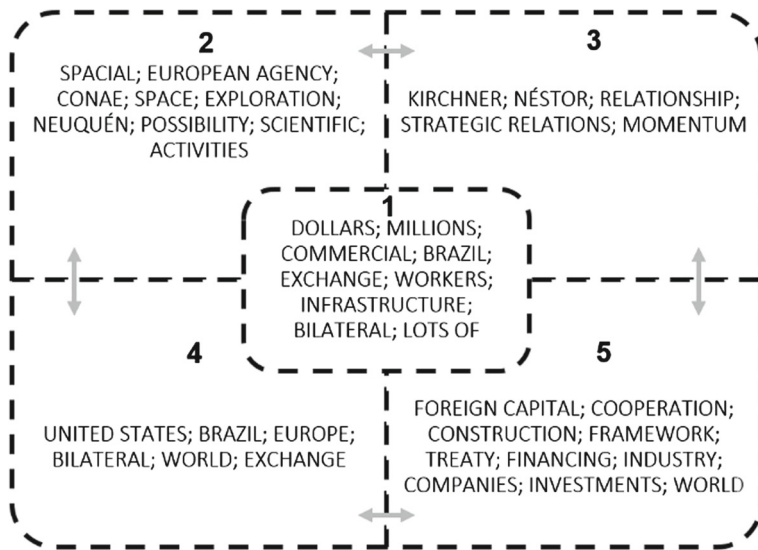 2
SPACIAL; EUROPEAN AGENCY;
CONAE; SPACE; EXPLORATION;
NEUQUÉN; POSSIBILITY; SCIENTIFIC;
ACTIVITIES
3
KIRCHNER; NÉSTOR; RELATIONSHIP;
STRATEGIC RELATIONS; MOMENTUM
1
DOLLARS; MILLIONS;
COMMERCIAL; BRAZIL;
EXCHANGE; WORKERS;
INFRASTRUCTURE;
BILATERAL; LOTS OF
4
UNITED STATES; BRAZIL; EUROPE;
BILATERAL; WORLD; EXCHANGE
5
FOREIGN CAPITAL; COOPERATION;
CONSTRUCTION; FRAMEWORK;
TREATY; FINANCING; INDUSTRY;
COMPANIES; INVESTMENTS; WORLD